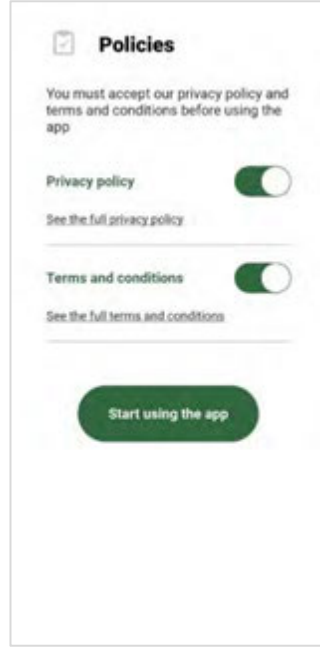 Policies
You must accept our privacy policy and
terms and conditions before using the
app
Privacy policy
See the full privacy policy
Terms and conditions
See the full terms and conditions
Start using the app